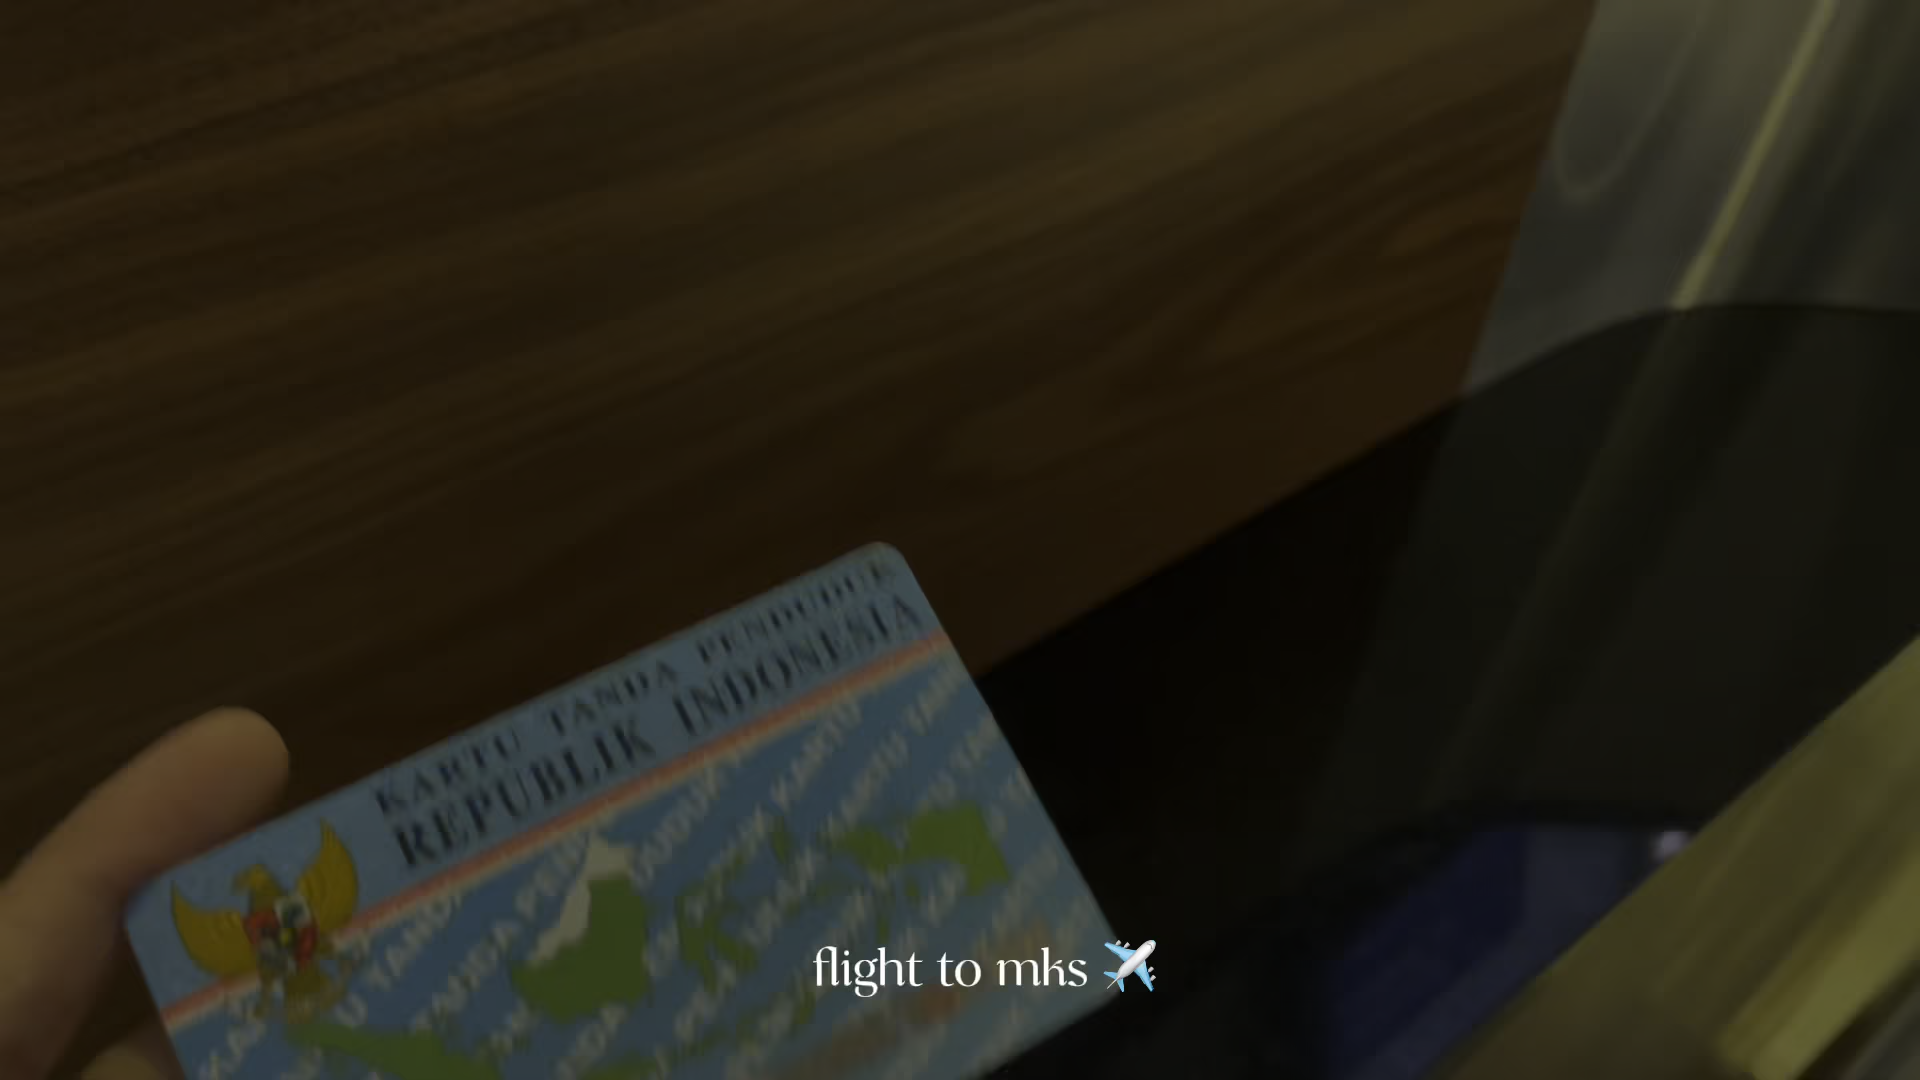 KARTU TANDA PENDUDUK
REPUBLIK INDONESIA
flight to mks ✈️